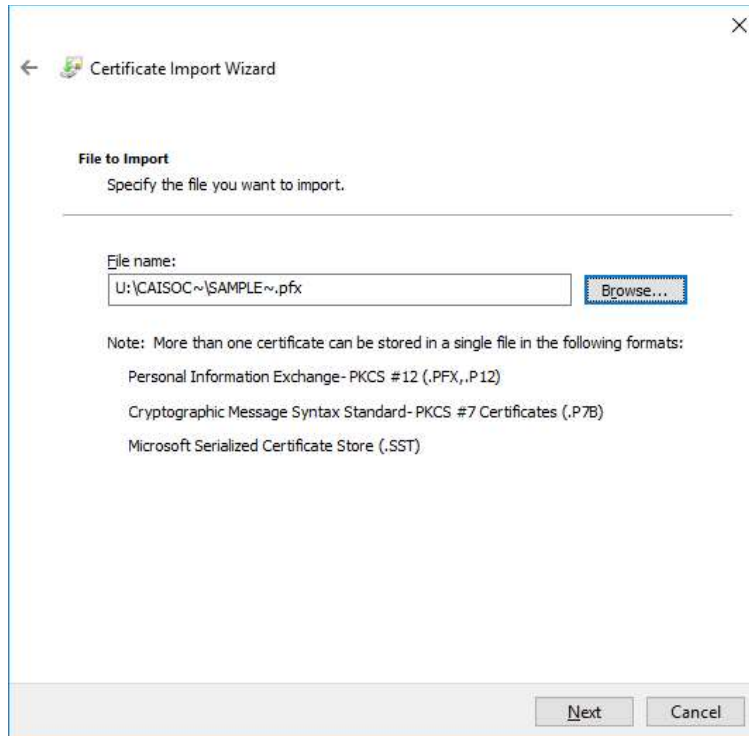 Certificate Import Wizard
File to Import
Specify the file you want to import.
File name:
U:\CAISOC~\SAMPLE~.pfx
Browse...
Note: More than one certificate can be stored in a single file in the following formats:
Personal Information Exchange- PKCS #12 (.PFX,.P12)
Cryptographic Message Syntax Standard- PKCS #7 Certificates (.P7B)
Microsoft Serialized Certificate Store (.SST)
Next
Cancel